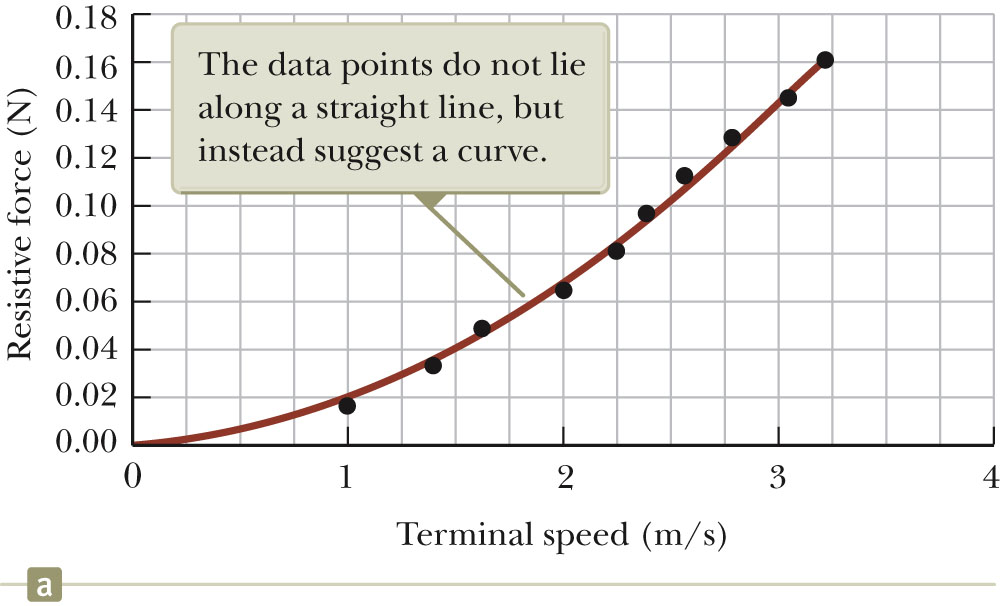 0.18
0.16
0.14
0.12
0.10
0.08
0.06
0.04
0.02
0.00
Resistive force (N)
The data points do not lie
along a straight line, but
instead suggest a curve.
0 1 2 3 4
Terminal speed (m/s)
a